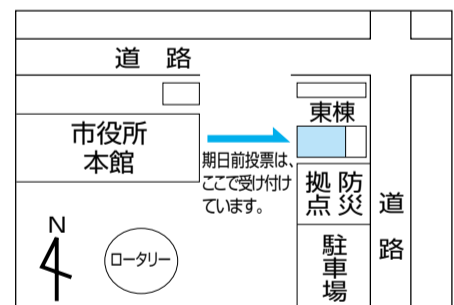 道路
東棟
市役所
本館
期日前投票は、
ここで受け付け
ています。
防災
拠点
道路
N
ロータリー
駐車場